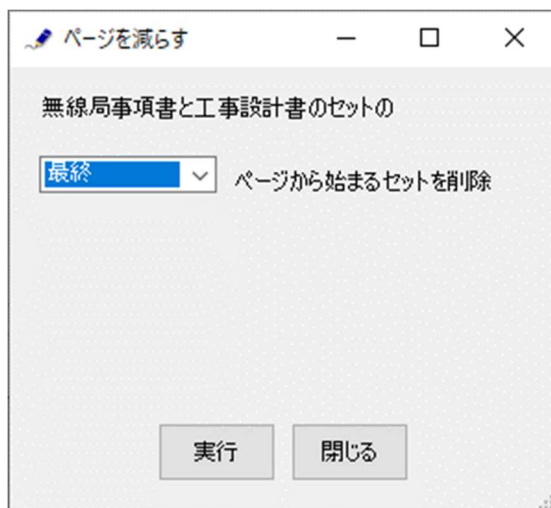 ページを減らす
無線局事項書と工事設計書のセットの
最終 ページから始まるセットを削除
実行 閉じる